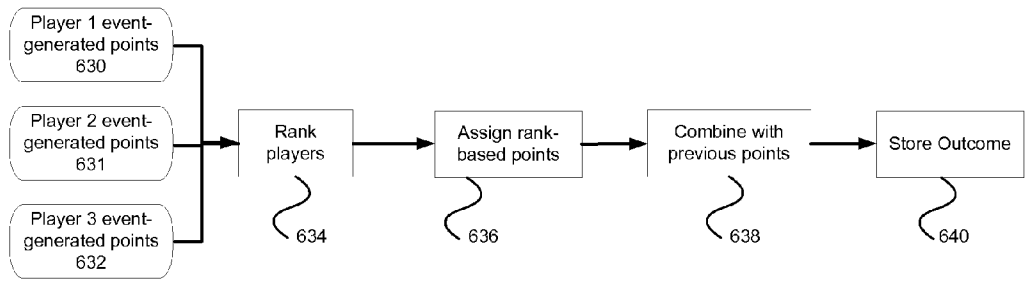 Player 1 event-
generated points
630
Player 2 event-
generated points
631
Player 3 event-
generated points
632
Rank
players
634
Assign rank-
based points
636
Combine with
previous points
638
Store Outcome
640